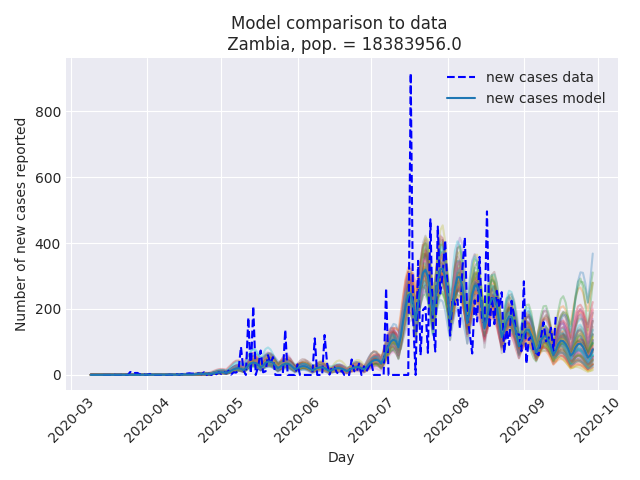 Model comparison to data
Zambia, pop. = 18383956.0
new cases data
new cases model
Number of new cases reported
800
600
400
200
0
2020-03
2020-04
2020-05
2020-06
2020-07
2020-08
2020-09
2020-10
Day